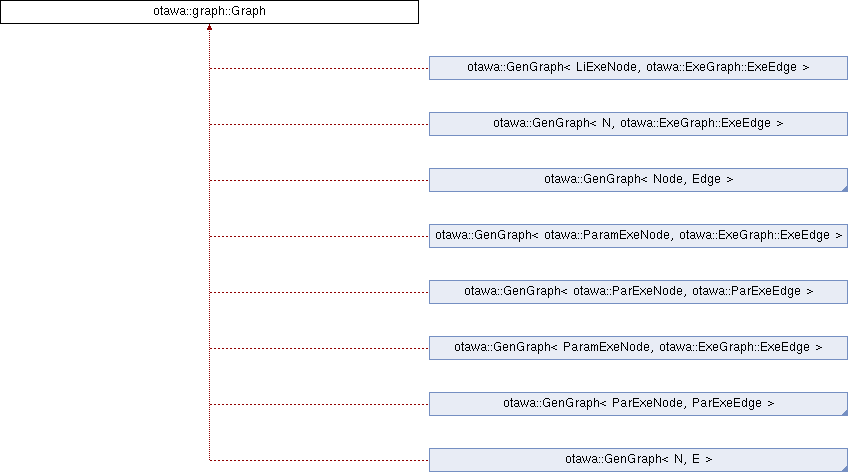 otawa::graph::Graph
otawa::GenGraph< LiExeNode, otawa::ExeGraph::ExeEdge >
otawa::GenGraph< N, otawa::ExeGraph::ExeEdge >
otawa::GenGraph< Node, Edge >
otawa::GenGraph< otawa::ParamExeNode, otawa::ExeGraph::ExeEdge >
otawa::GenGraph< otawa::ParExeNode, otawa::ParExeEdge >
otawa::GenGraph< ParamExeNode, otawa::ExeGraph::ExeEdge >
otawa::GenGraph< ParExeNode, ParExeEdge >
otawa::GenGraph< N, E >